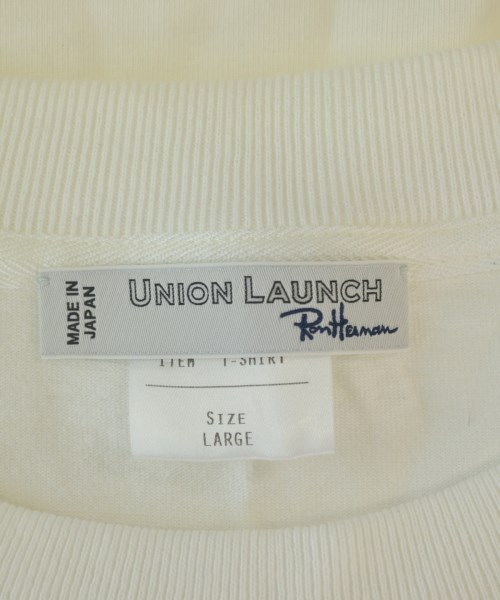 MADE IN
JAPAN
UNION LAUNCH
Ron Herman
ITEM T-SHIRT
SIZE
LARGE